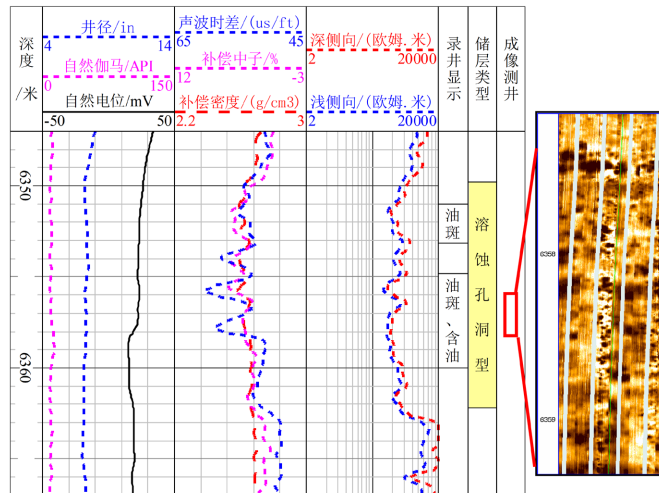 深度/米
井径/in
4 14
自然伽马/API
0 150
自然电位/mV
-50 50
声波时差/(us/ft)
65 45
补偿中子/%
12 -3
补偿密度/(g/cm3)
2.2 3
深侧向/(欧姆.米)
2 20000
浅侧向/(欧姆.米)
2 20000
录井显示
储层类型
成像测井
6350
6360
油斑
油斑、含油
溶蚀孔洞型
6358
6359